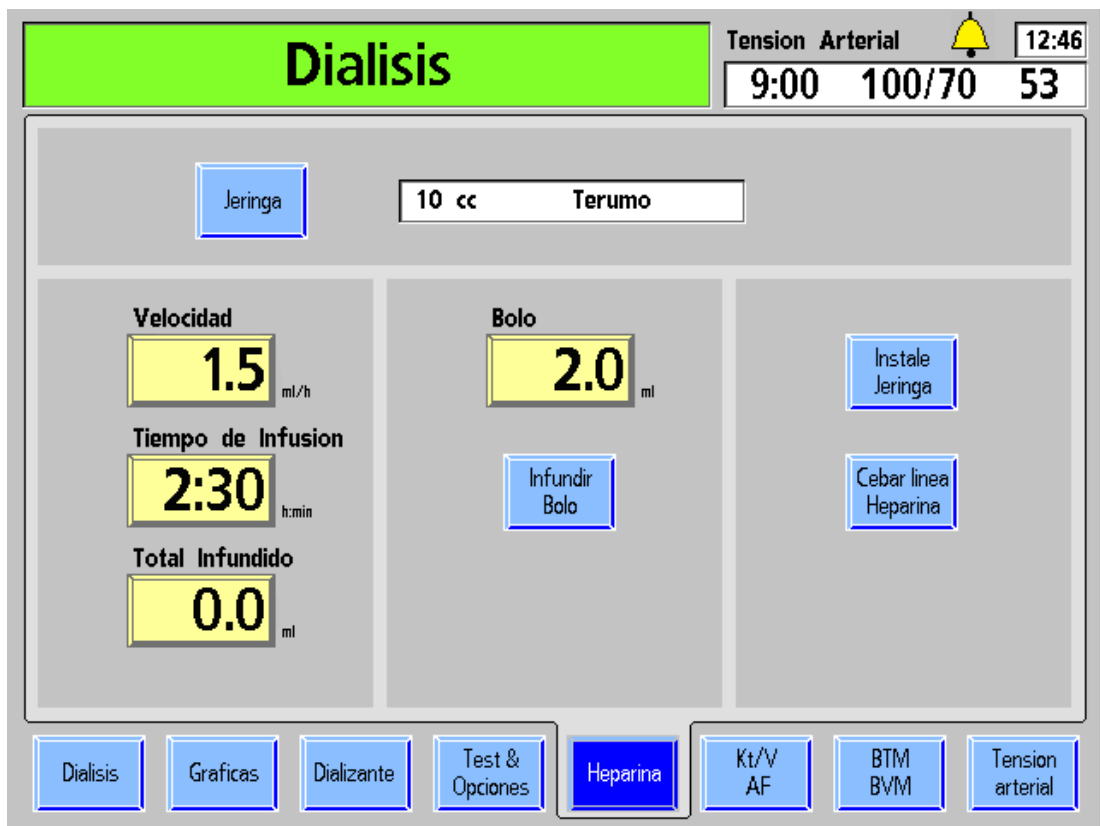 Dialisis
Tension Arterial
12:46
9:00 100/70 53
Jeringa
10 cc Terumo
Velocidad
1.5 ml/h
Tiempo de Infusion
2:30 h:min
Total Infundido
0.0 ml
Bolo
2.0 ml
Infundir
Bolo
Instale
Jeringa
Cebar linea
Heparina
Dialisis
Graficas
Dializante
Test &
Opciones
Heparina
Kt/V
AF
BTM
BVM
Tension
arterial